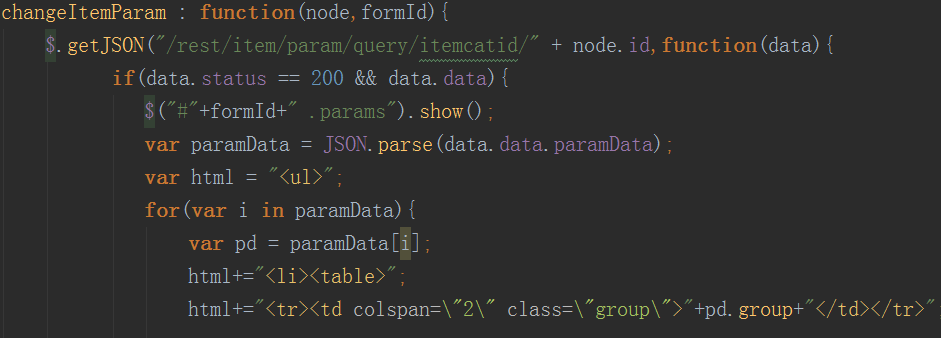 changeItemParam : function(node,formId){
$.getJSON("/rest/item/param/query/itemcatid/" + node.id,function(data){
if(data.status == 200 && data.data){
$("#"+formId+" .params").show();
var paramData = JSON.parse(data.data.paramData);
var html = "<ul>";
for(var i in paramData){
var pd = paramData[i];
html+="<li><table>";
html+="<tr><td colspan=\"2\" class=\"group\">"+pd.group+"</td></tr>"